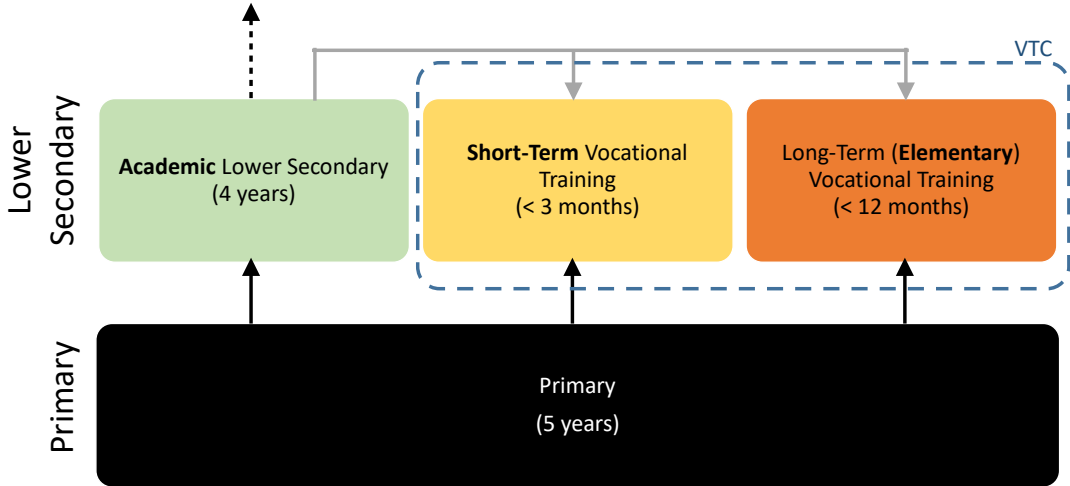 VTC
Lower
Secondary
Academic Lower Secondary
(4 years)
Short-Term Vocational
Training
(< 3 months)
Long-Term (Elementary)
Vocational Training
(< 12 months)
Primary
Primary
(5 years)